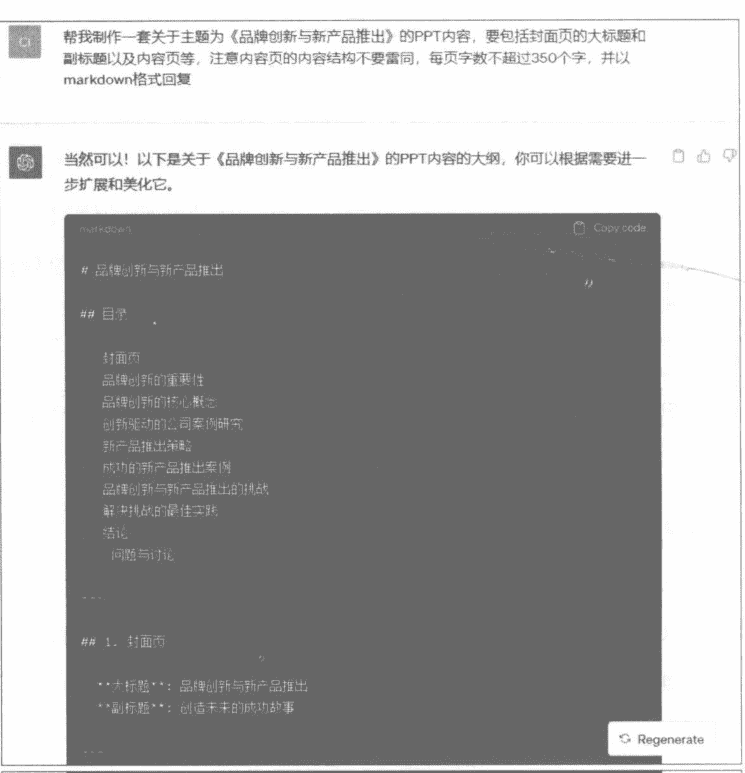 CI
帮我制作一套关于主题为《品牌创新与新产品推出》的PPT内容，要包括封面页的大标题和
副标题以及内容页等，注意内容页的内容结构不要雷同，每页字数不超过350个字，并以
markdown格式回复
当然可以！以下是关于《品牌创新与新产品推出》的PPT内容的大纲，你可以根据需要进一
步扩展和美化它。
markdown
Copy code
# 品牌创新与新产品推出
## 目录
封面页
品牌创新的重要性
品牌创新的核心概念
创新驱动的公司案例研究
新产品推出策略
成功的新产品推出案例
品牌创新与新产品推出的挑战
解决挑战的最佳实践
结论
问题与讨论
---
## 1. 封面页
**大标题**: 品牌创新与新产品推出
**副标题**: 创造未来的成功故事
---
Regenerate